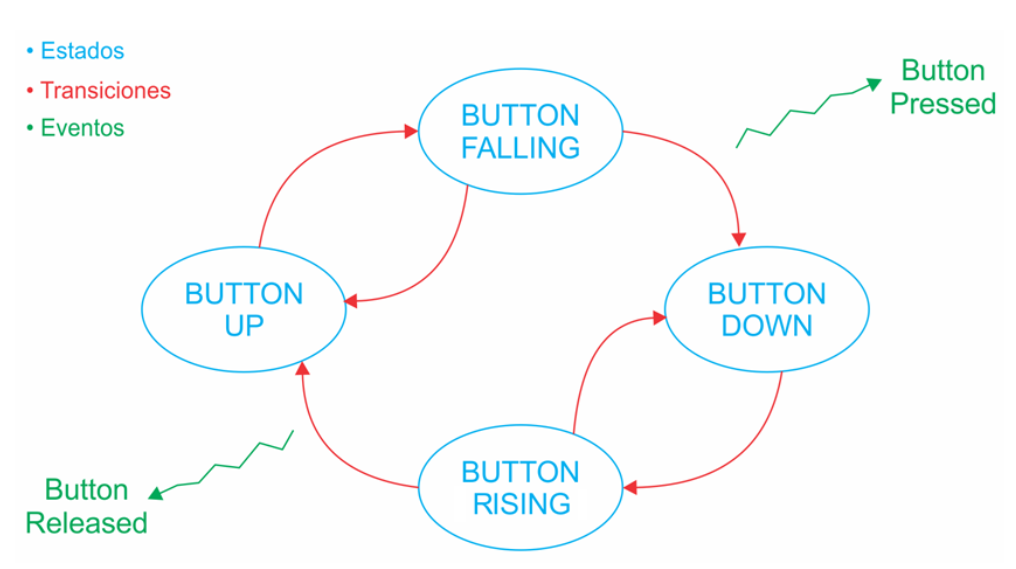 • Estados
• Transiciones
• Eventos
BUTTON
FALLING
Button
Pressed
BUTTON
UP
BUTTON
DOWN
BUTTON
RISING
Button
Released